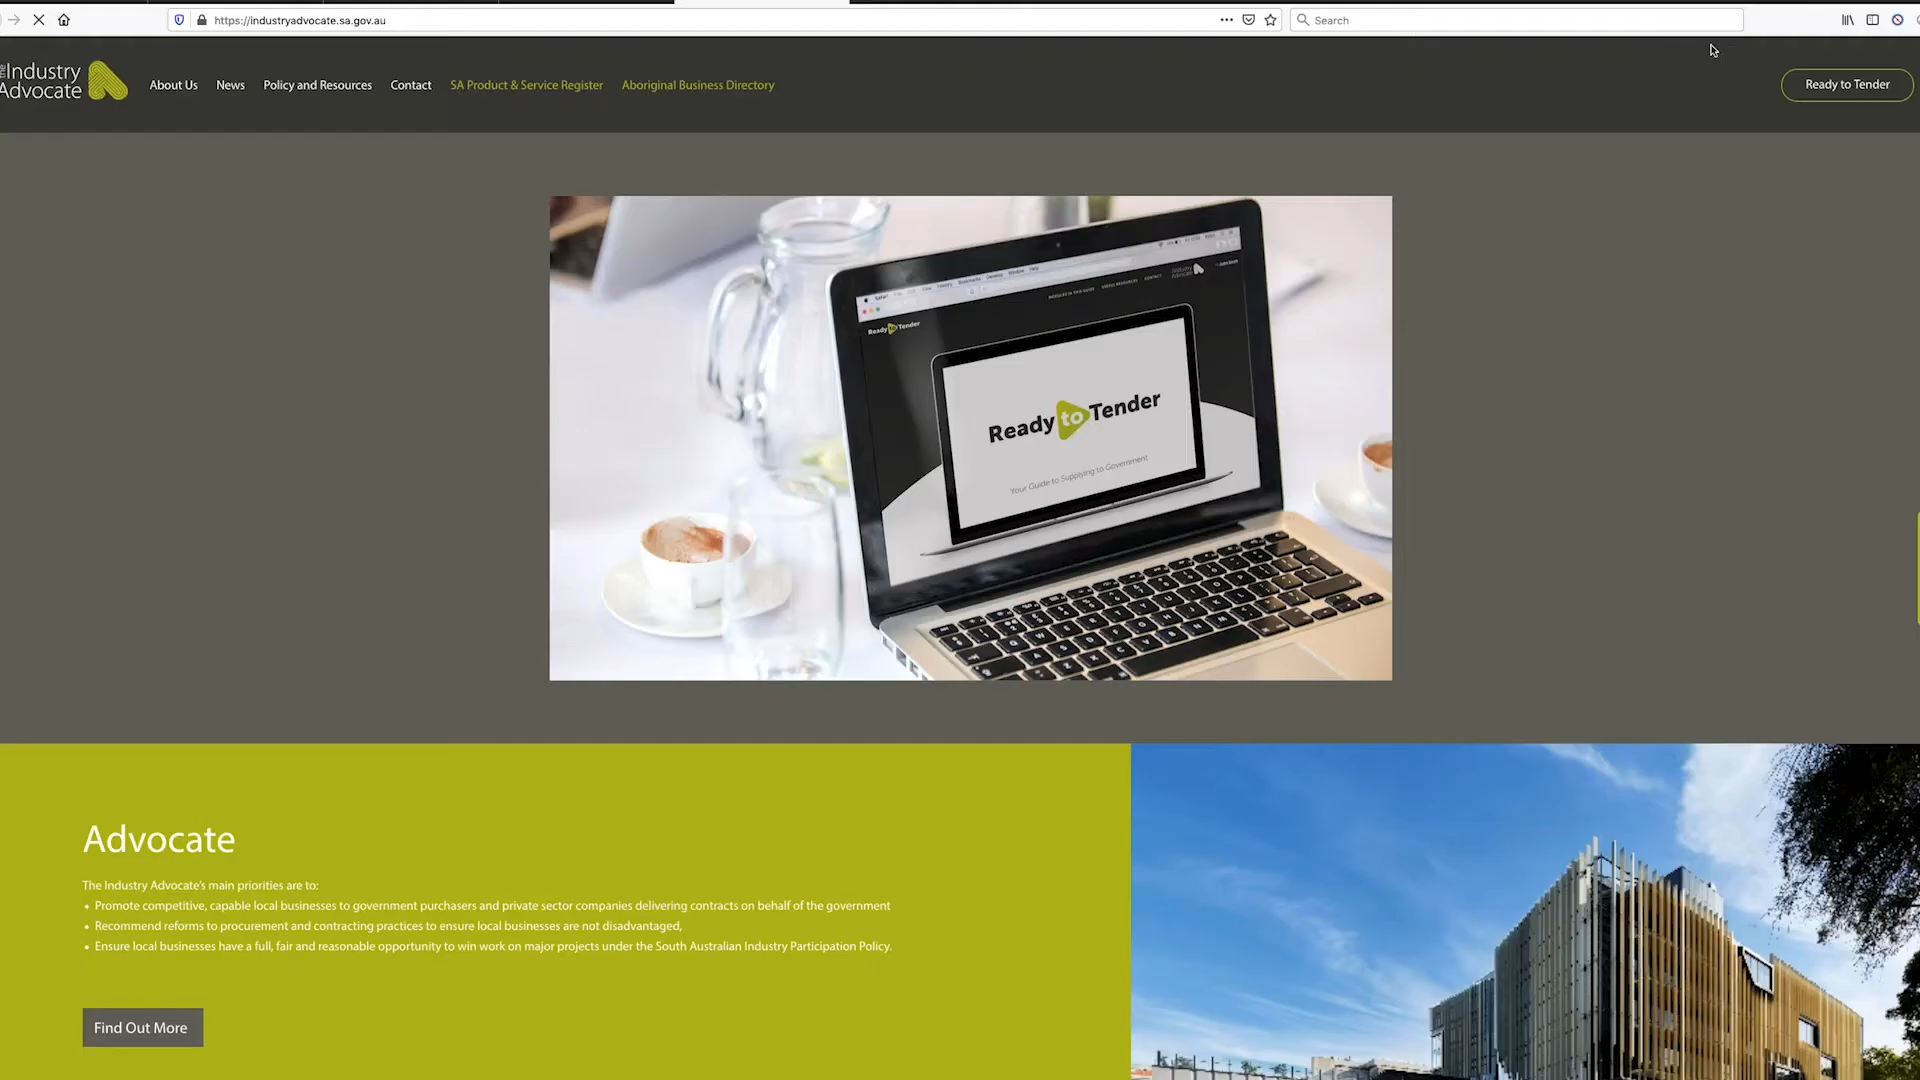 https://industryadvocate.sa.gov.au
Search
The
Industry
Advocate
About Us
News
Policy and Resources
Contact
SA Product & Service Register
Aboriginal Business Directory
Ready to Tender
Ready to Tender
Ready to Tender
Your Guide to Supplying to Government
Advocate
The Industry Advocate's main priorities are to:
• Promote competitive, capable local businesses to government purchasers and private sector companies delivering contracts on behalf of the government
• Recommend reforms to procurement and contracting practices to ensure local businesses are not disadvantaged,
• Ensure local businesses have a full, fair and reasonable opportunity to win work on major projects under the South Australian Industry Participation Policy.
Find Out More